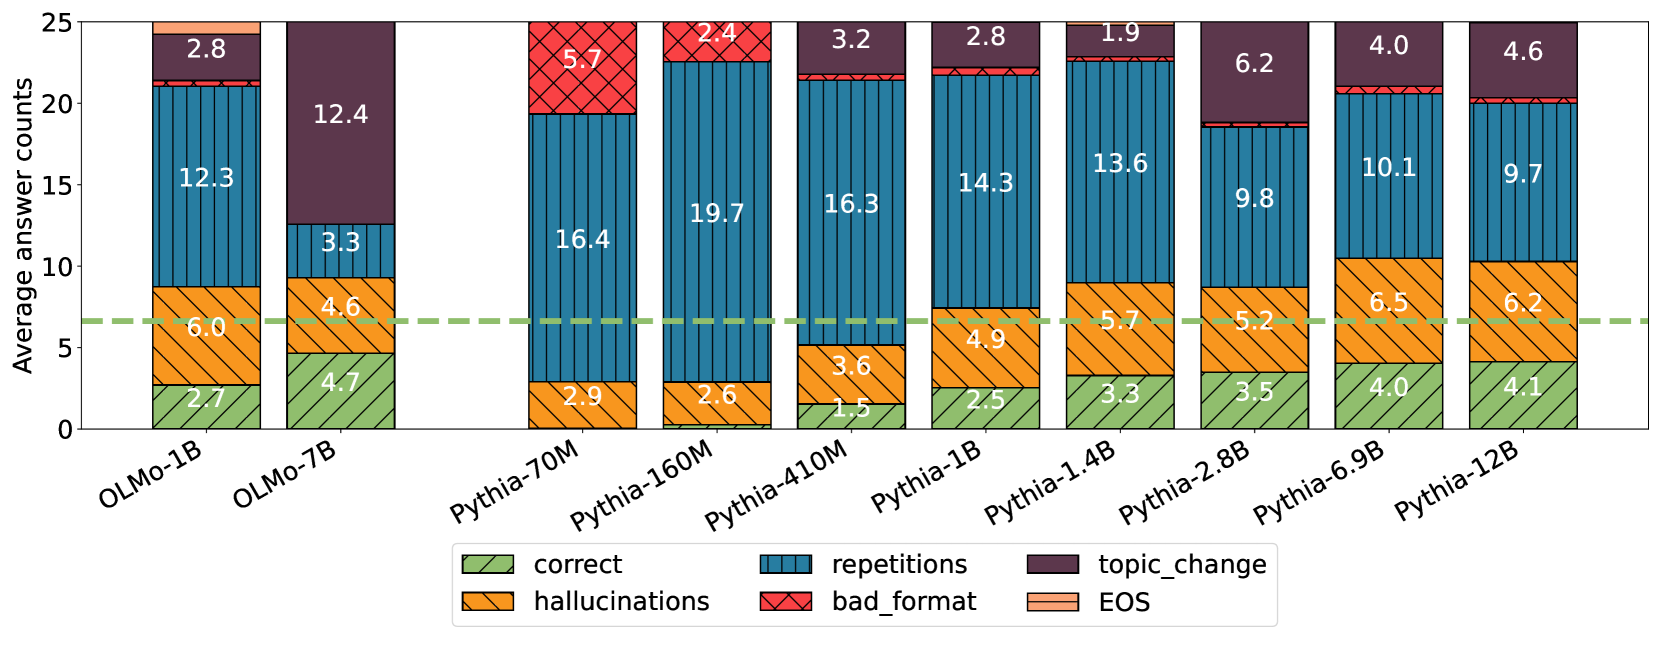 Average answer counts
25
20
15
10
5
0
2.8
12.3
6.0
2.7
12.4
3.3
4.6
4.7
5.7
16.4
2.9
2.4
19.7
2.6
3.2
16.3
3.6
1.5
2.8
14.3
4.9
2.5
1.9
13.6
5.7
3.3
6.2
9.8
5.2
3.5
4.0
10.1
6.5
4.0
4.6
9.7
6.2
4.1
OLMo-1B
OLMo-7B
Pythia-70M
Pythia-160M
Pythia-410M
Pythia-1B
Pythia-1.4B
Pythia-2.8B
Pythia-6.9B
Pythia-12B
correct
hallucinations
repetitions
bad_format
topic_change
EOS